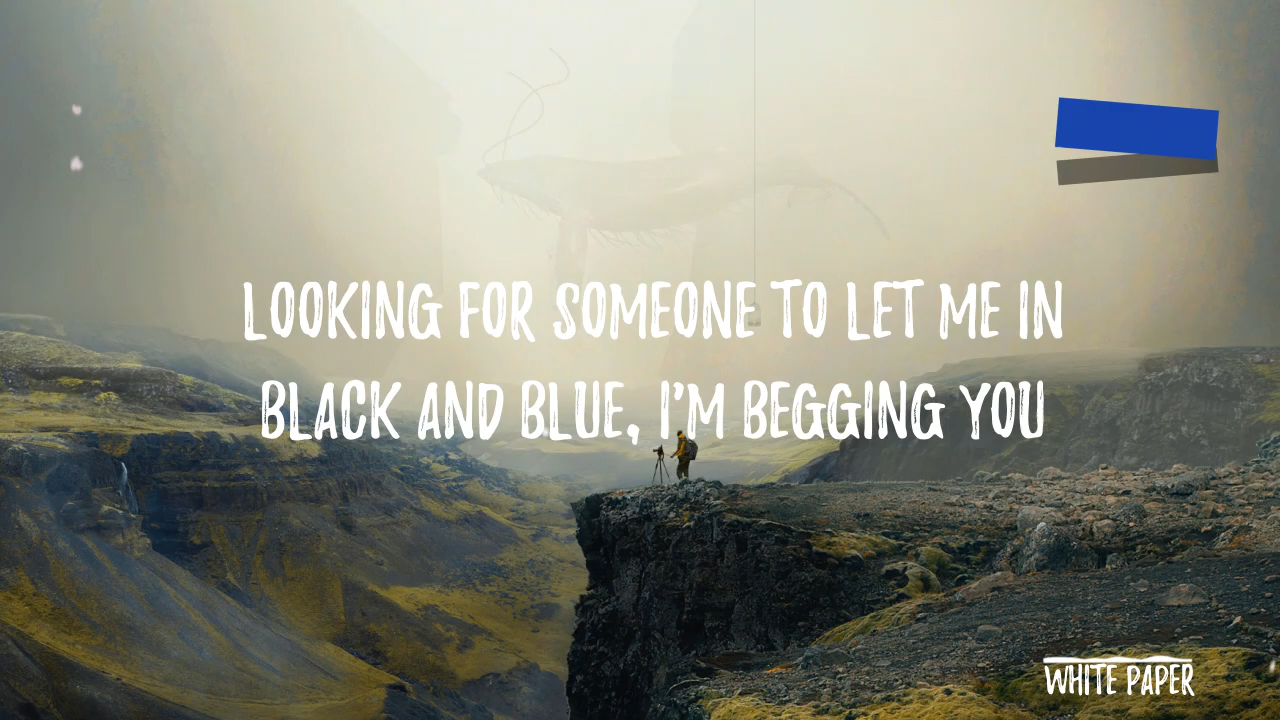 LOOKING FOR SOMEONE TO LET ME IN
BLACK AND BLUE, I'M BEGGING YOU
WHITE PAPER